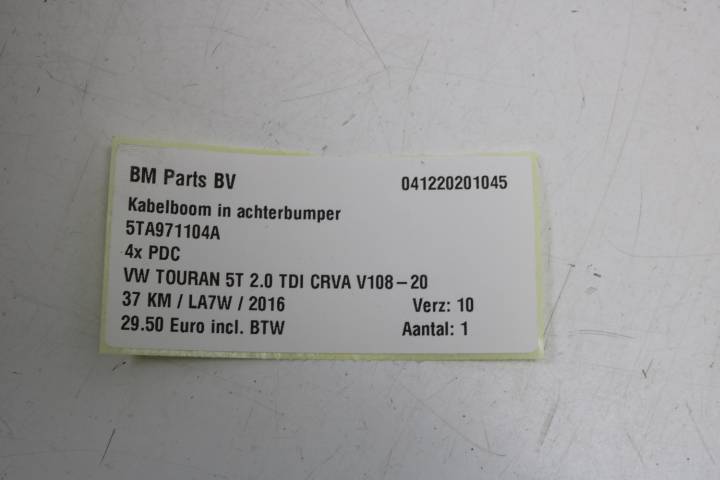 BM Parts BV 041220201045
Kabelboom in achterbumper
5TA971104A
4x PDC
VW TOURAN 5T 2.0 TDI CRVA V108-20
37 KM / LA7W / 2016 Verz: 10
29.50 Euro incl. BTW Aantal: 1